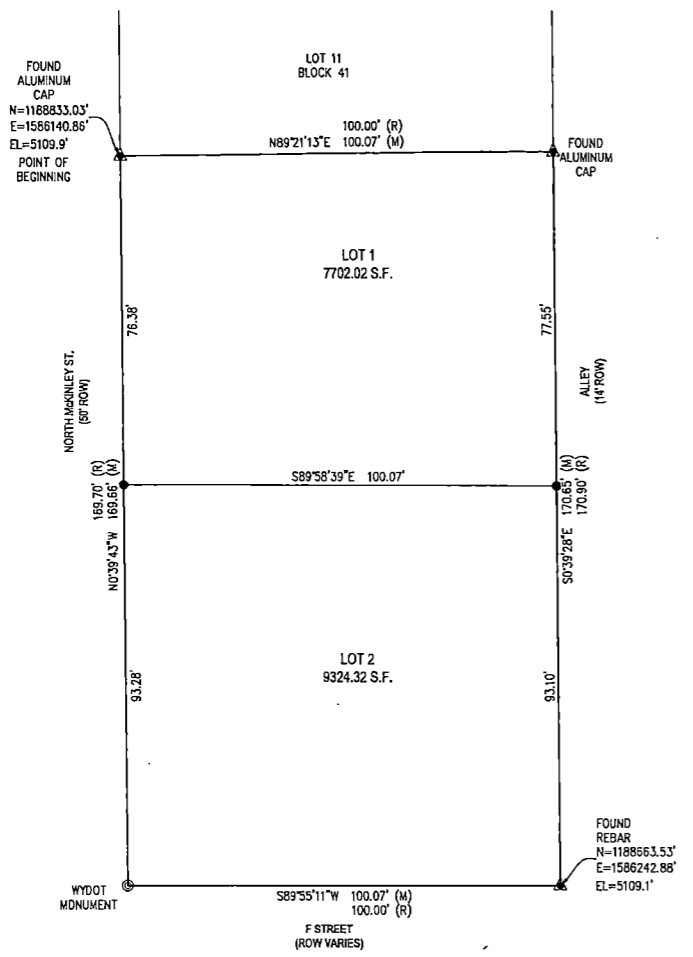 LOT 11
BLOCK 41
FOUND
ALUMINUM
CAP
N=1188833.03'
E=1586140.86'
EL=5109.9'
POINT OF
BEGINNING
100.00' (R)
N89°21'13"E 100.07' (M)
FOUND
ALUMINUM
CAP
LOT 1
7702.02 S.F.
76.38'
77.55'
NORTH McKINLEY ST.
(50' ROW)
ALLEY
(14' ROW)
S89°58'39"E 100.07'
169.70' (R)
N0°39'43"W 169.66' (M)
S0°39'28"E 170.65' (M)
170.90' (R)
LOT 2
9324.32 S.F.
93.28'
93.10'
FOUND
REBAR
N=1188663.53'
E=1586242.88'
EL=5109.1'
WYDOT
MONUMENT
S89°55'11"W 100.07' (M)
100.00' (R)
F STREET
(ROW VARIES)